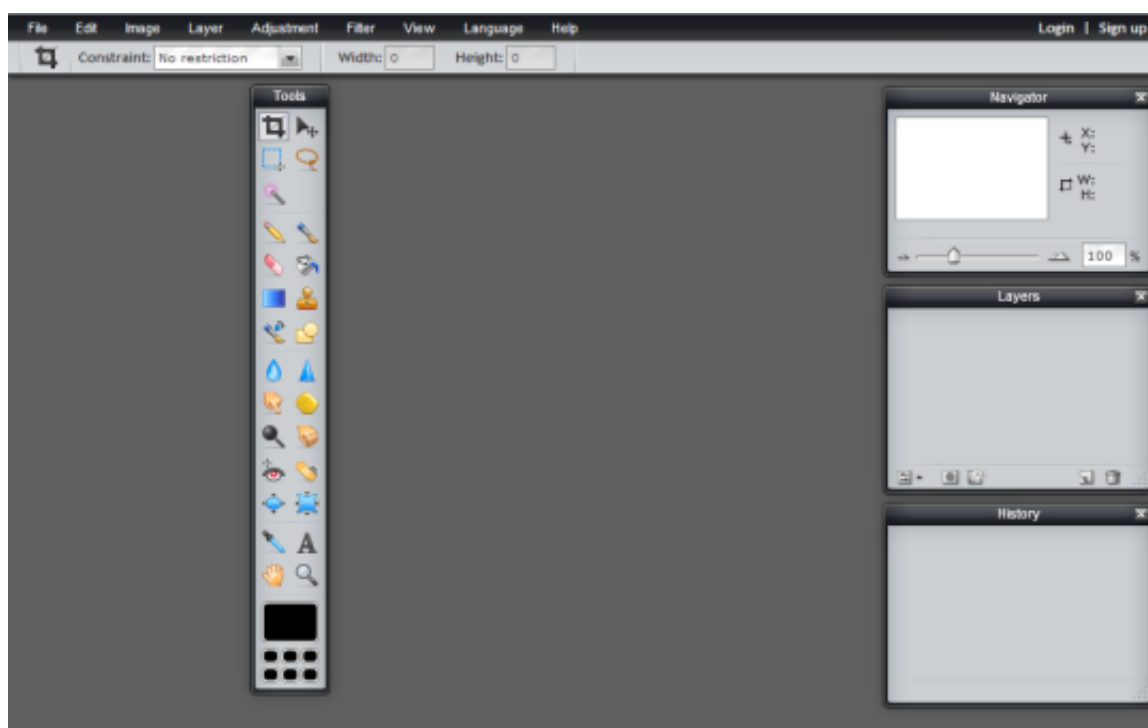 File Edit Image Layer Adjustment Filter View Language Help Login | Sign up
Constraint: No restriction Width: 0 Height: 0
Tools
Navigator
X:
Y:
W:
H:
100 %
Layers
History